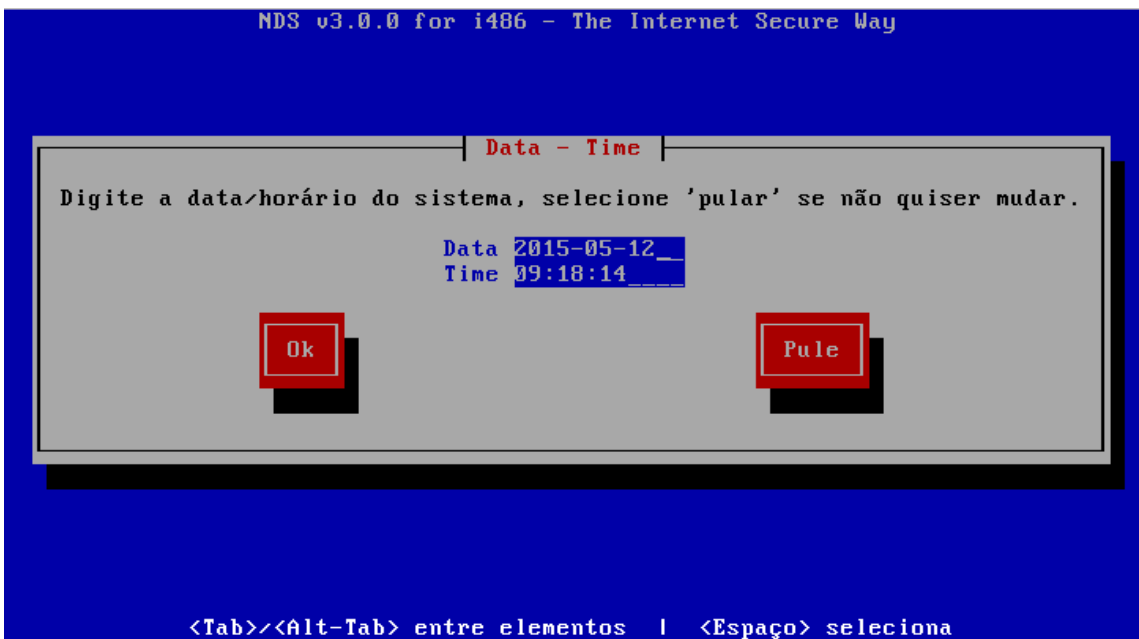 NDS v3.0.0 for i486 - The Internet Secure Way
Data - Time
Digite a data/horário do sistema, selecione 'pular' se não quiser mudar.
Data 2015-05-12__
Time 09:18:14____
Ok Pule
<Tab>/<Alt-Tab> entre elementos | <Espaço> seleciona